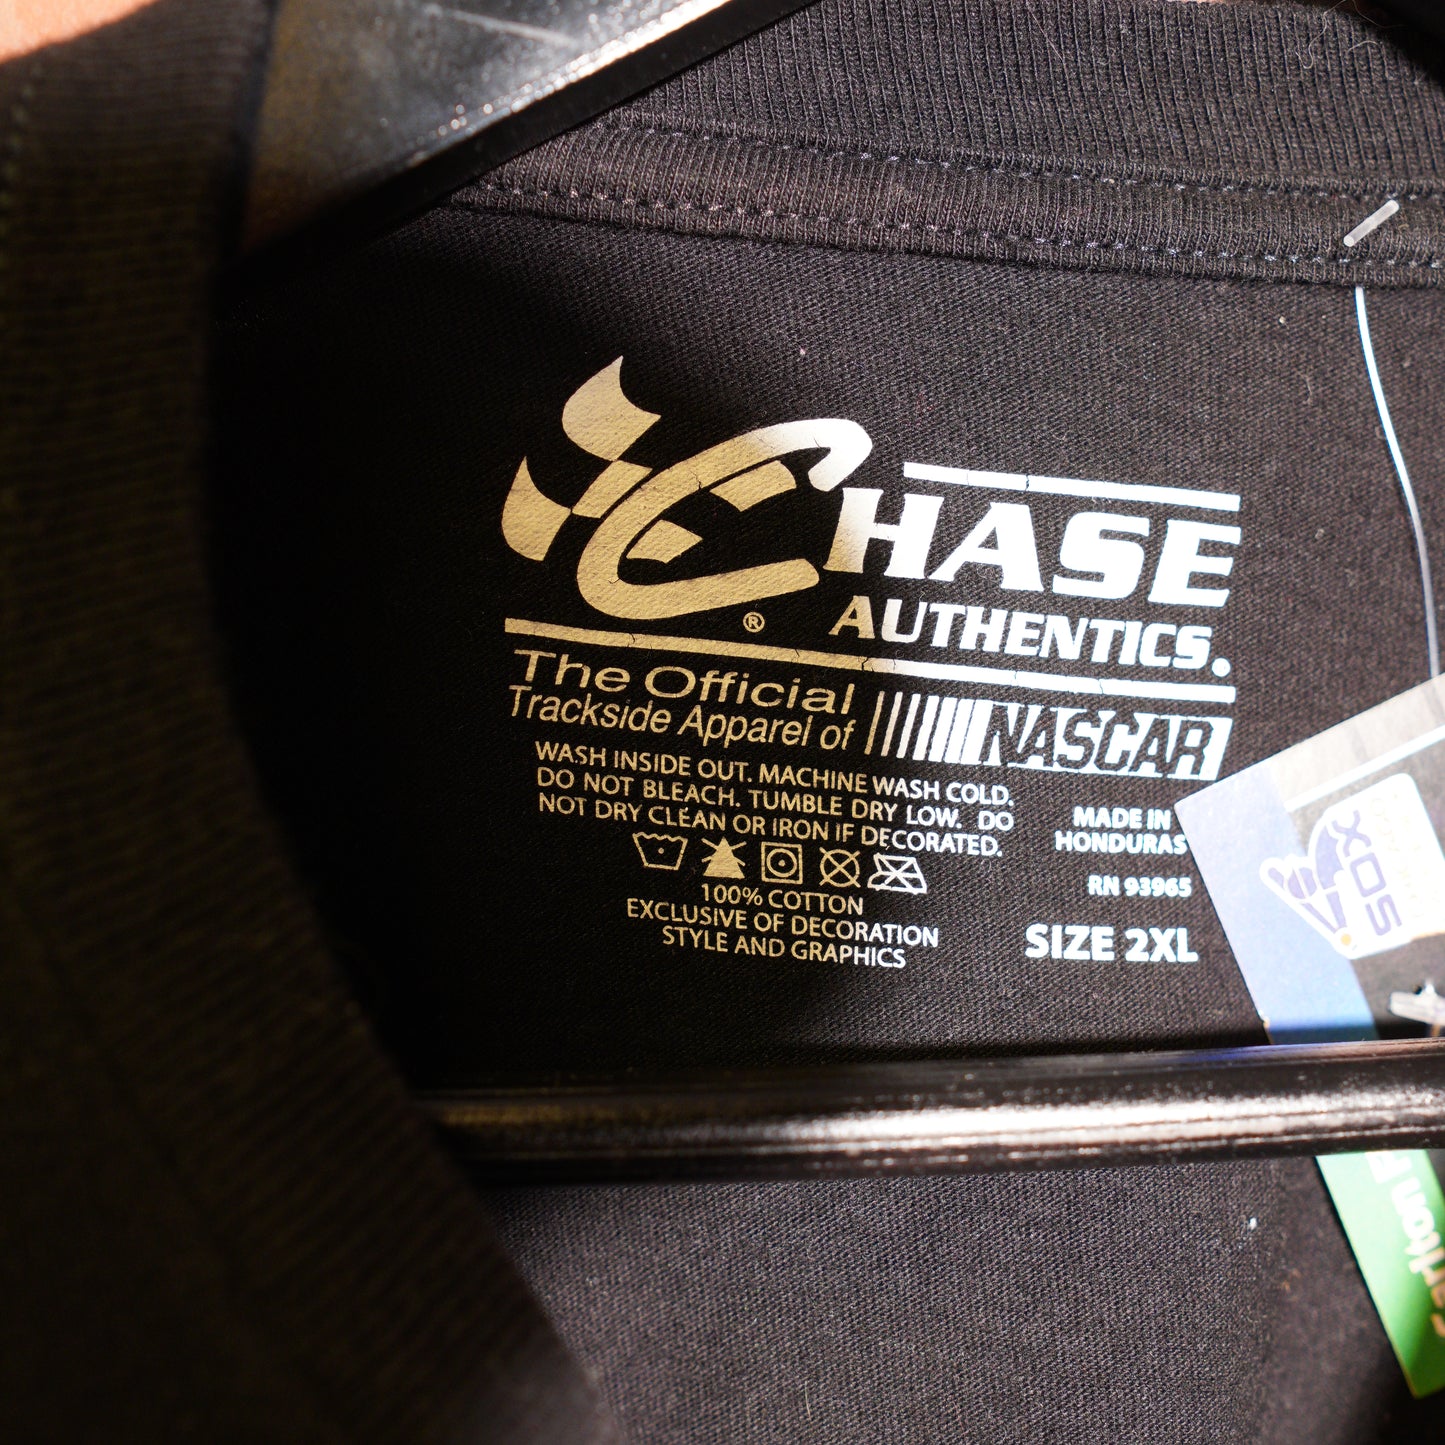 CHASE
AUTHENTICS.
®
The Official
Trackside Apparel of
NASCAR
WASH INSIDE OUT. MACHINE WASH COLD.
DO NOT BLEACH. TUMBLE DRY LOW. DO
NOT DRY CLEAN OR IRON IF DECORATED.
100% COTTON
EXCLUSIVE OF DECORATION
STYLE AND GRAPHICS
MADE IN
HONDURAS
RN 93965
SIZE 2XL